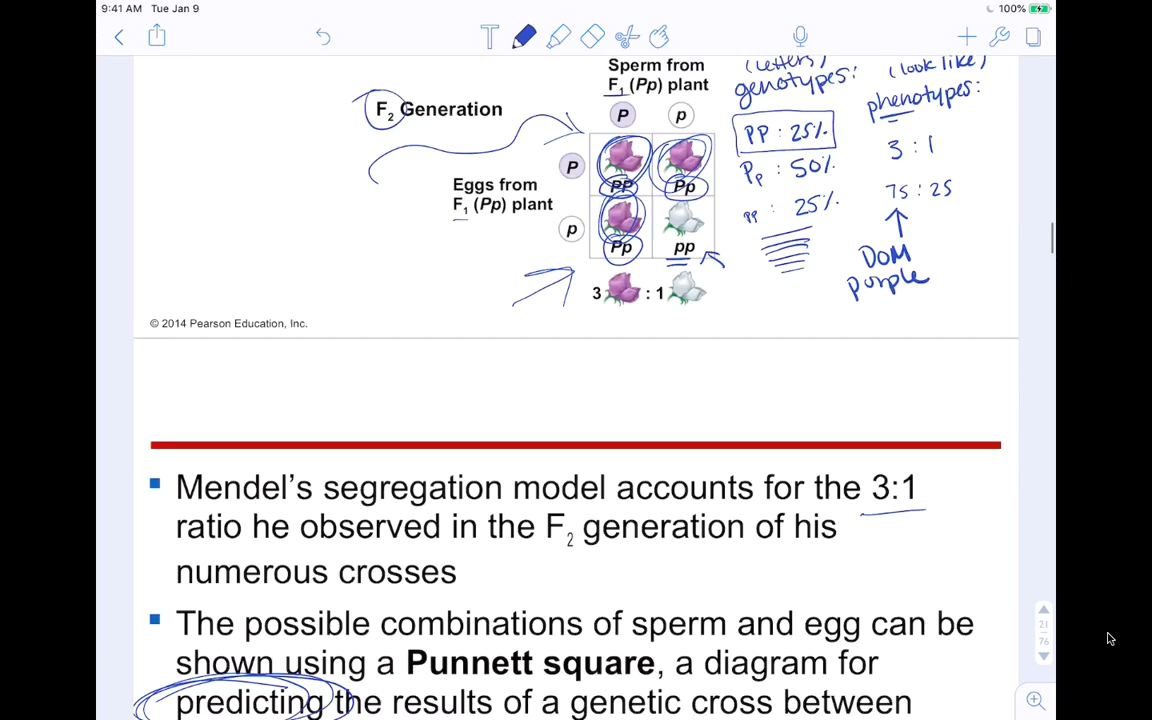 9:41 AM Tue Jan 9
100%
Sperm from
F1 (Pp) plant
(letters)
genotypes:
(look like)
phenotypes:
F2 Generation
P
p
PP : 25%
3 : 1
P
PP
Pp
Pp : 50%
Eggs from
F1 (Pp) plant
75 : 25
pp : 25%
p
Pp
pp
DOM
purple
3 : 1
© 2014 Pearson Education, Inc.
Mendel’s segregation model accounts for the 3:1
ratio he observed in the F2 generation of his
numerous crosses
The possible combinations of sperm and egg can be
shown using a Punnett square, a diagram for
predicting the results of a genetic cross between
21
76